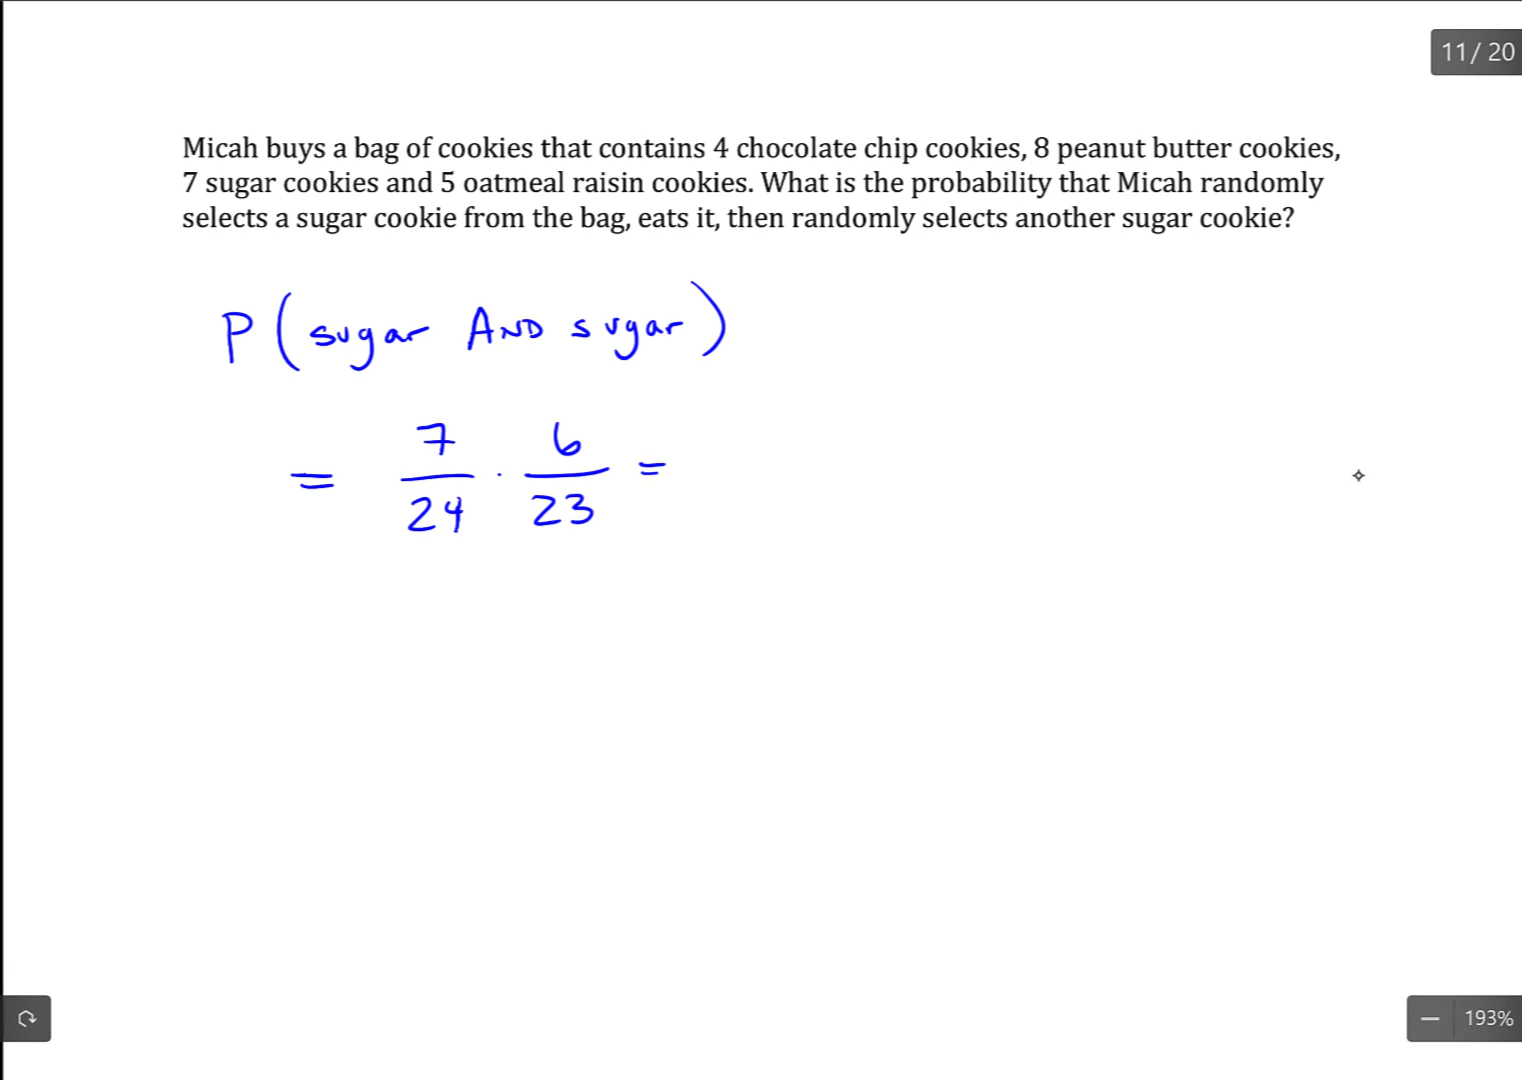 11 / 20
Micah buys a bag of cookies that contains 4 chocolate chip cookies, 8 peanut butter cookies,
7 sugar cookies and 5 oatmeal raisin cookies. What is the probability that Micah randomly
selects a sugar cookie from the bag, eats it, then randomly selects another sugar cookie?
P(sugar AND sugar)
= 7/24 · 6/23 =
193%